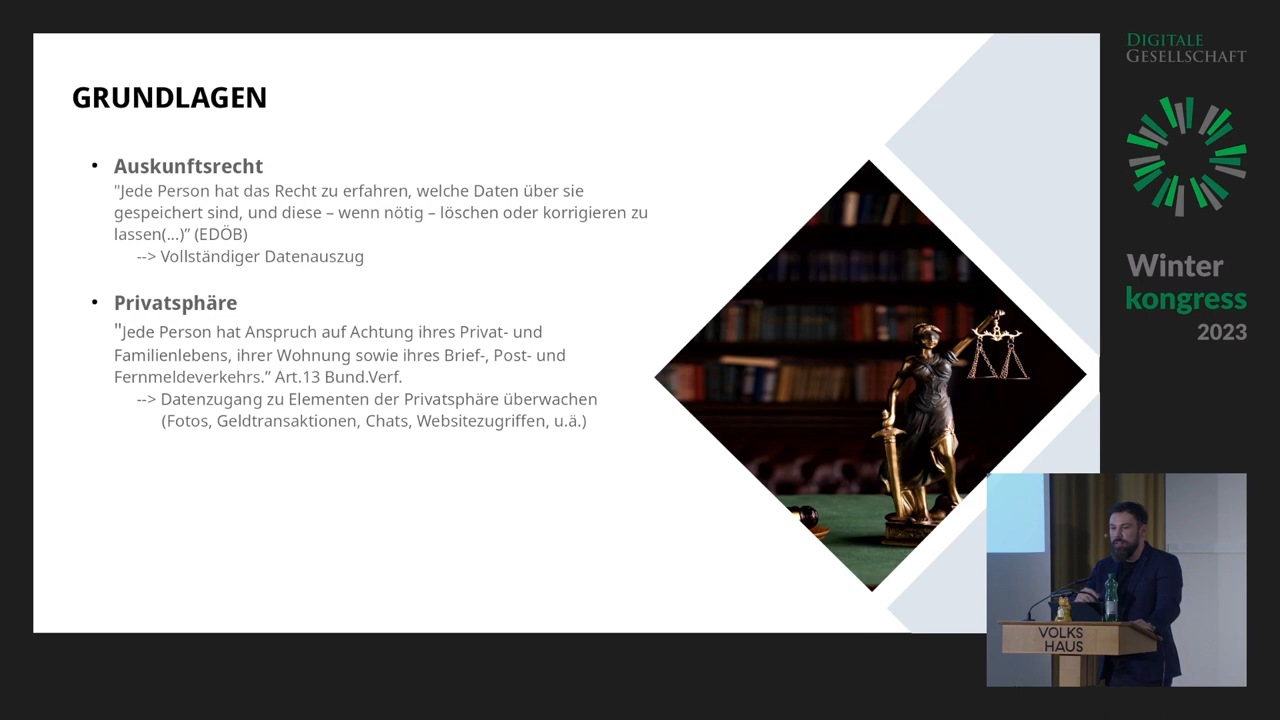 GRUNDLAGEN
• Auskunftsrecht
"Jede Person hat das Recht zu erfahren, welche Daten über sie
gespeichert sind, und diese – wenn nötig – löschen oder korrigieren zu
lassen(...)” (EDÖB)
--> Vollständiger Datenauszug
• Privatsphäre
"Jede Person hat Anspruch auf Achtung ihres Privat- und
Familienlebens, ihrer Wohnung sowie ihres Brief-, Post- und
Fernmeldeverkehrs.” Art.13 Bund.Verf.
--> Datenzugang zu Elementen der Privatsphäre überwachen
(Fotos, Geldtransaktionen, Chats, Websitezugriffen, u.ä.)
DIGITALE
GESELLSCHAFT
Winter
kongress
2023
VOLKS
HAUS